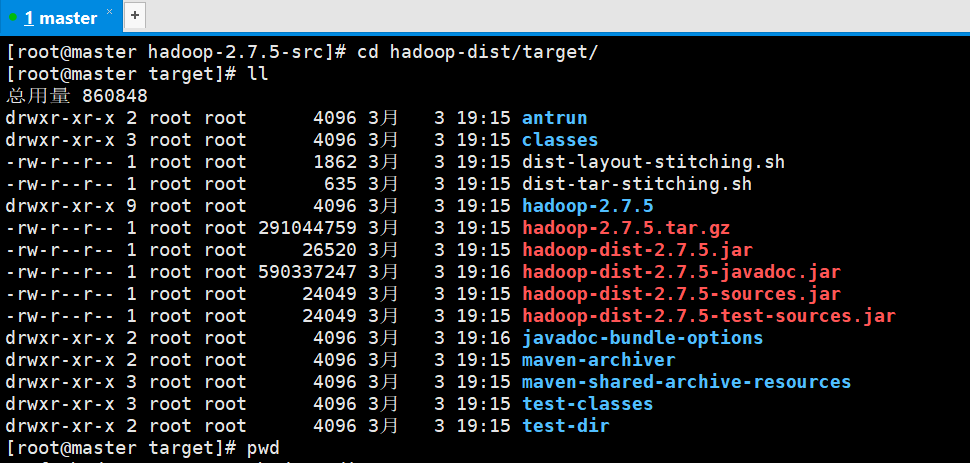 1 master × +
[root@master hadoop-2.7.5-src]# cd hadoop-dist/target/
[root@master target]# ll
总用量 860848
drwxr-xr-x 2 root root      4096 3月   3 19:15 antrun
drwxr-xr-x 3 root root      4096 3月   3 19:15 classes
-rw-r--r-- 1 root root      1862 3月   3 19:15 dist-layout-stitching.sh
-rw-r--r-- 1 root root       635 3月   3 19:15 dist-tar-stitching.sh
drwxr-xr-x 9 root root      4096 3月   3 19:15 hadoop-2.7.5
-rw-r--r-- 1 root root 291044759 3月   3 19:15 hadoop-2.7.5.tar.gz
-rw-r--r-- 1 root root     26520 3月   3 19:15 hadoop-dist-2.7.5.jar
-rw-r--r-- 1 root root 590337247 3月   3 19:16 hadoop-dist-2.7.5-javadoc.jar
-rw-r--r-- 1 root root     24049 3月   3 19:15 hadoop-dist-2.7.5-sources.jar
-rw-r--r-- 1 root root     24049 3月   3 19:15 hadoop-dist-2.7.5-test-sources.jar
drwxr-xr-x 2 root root      4096 3月   3 19:16 javadoc-bundle-options
drwxr-xr-x 2 root root      4096 3月   3 19:15 maven-archiver
drwxr-xr-x 3 root root      4096 3月   3 19:15 maven-shared-archive-resources
drwxr-xr-x 3 root root      4096 3月   3 19:15 test-classes
drwxr-xr-x 2 root root      4096 3月   3 19:15 test-dir
[root@master target]# pwd